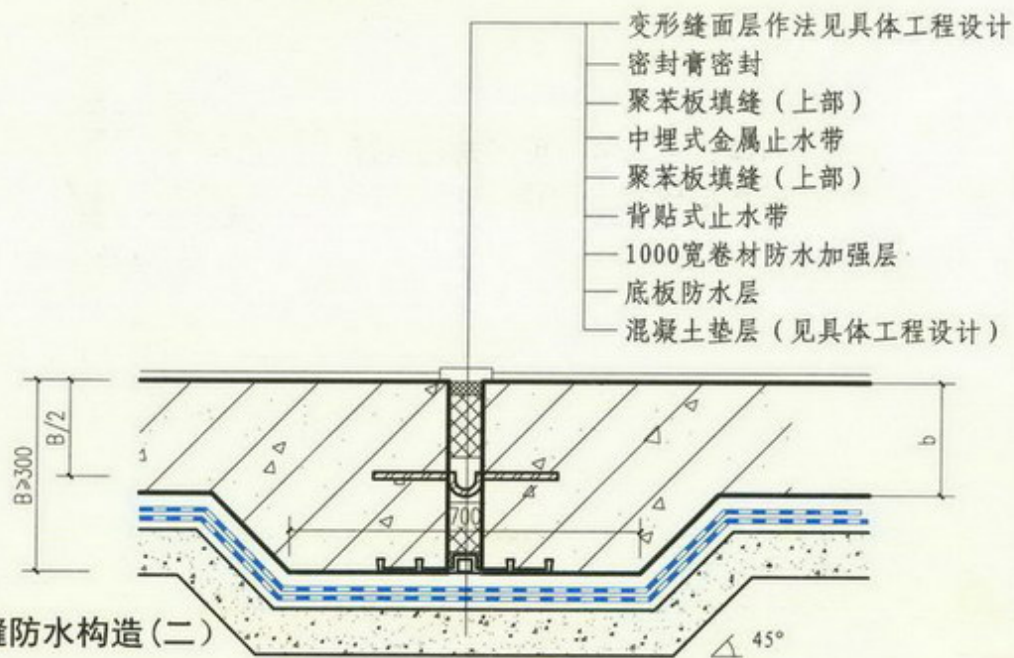 变形缝面层作法见具体工程设计
密封膏密封
聚苯板填缝（上部）
中埋式金属止水带
聚苯板填缝（上部）
背贴式止水带
1000宽卷材防水加强层
底板防水层
混凝土垫层（见具体工程设计）
B/2
B≥300
b
700
缝防水构造(二)
45°